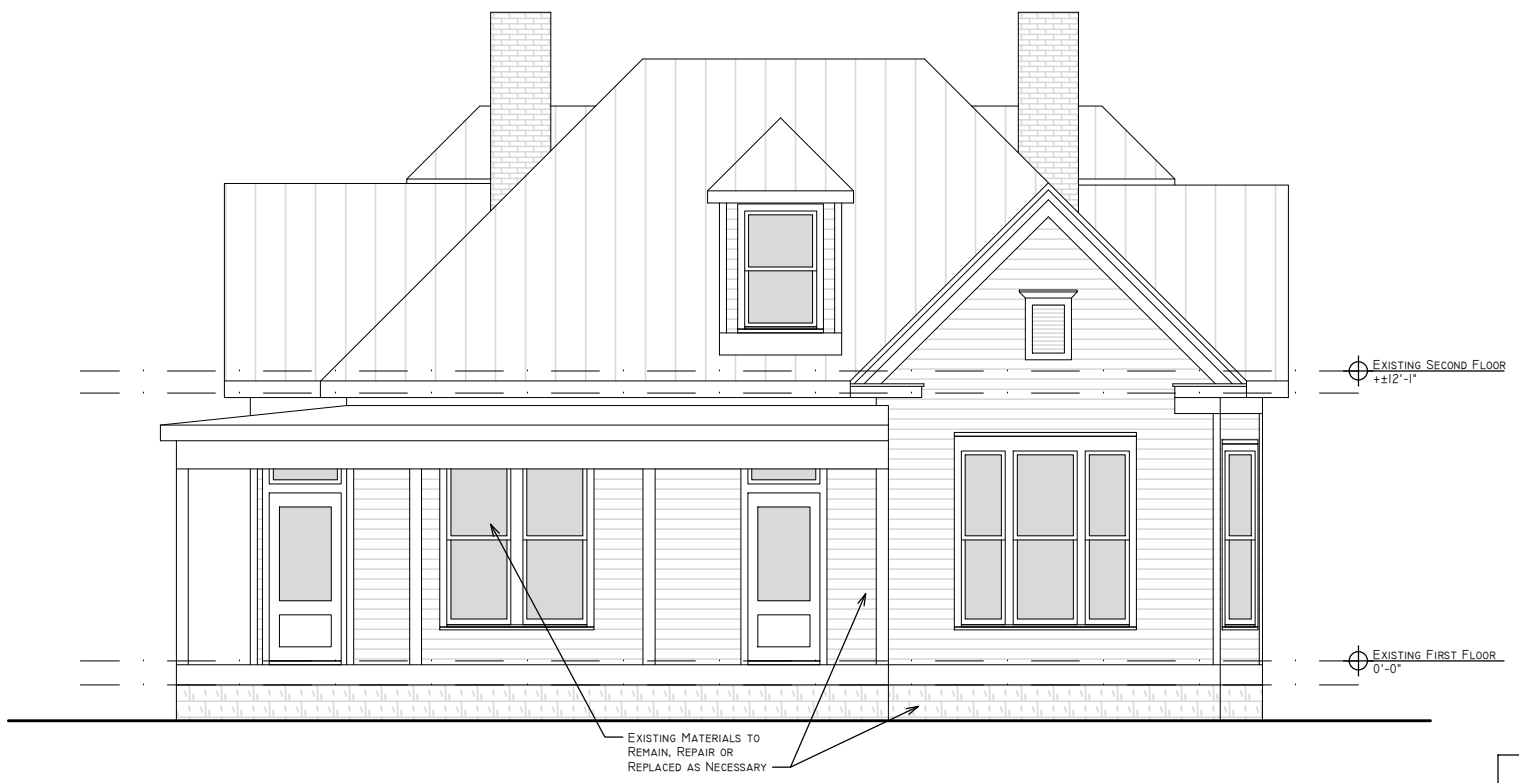 EXISTING SECOND FLOOR
+±12'-1"
EXISTING FIRST FLOOR
0'-0"
EXISTING MATERIALS TO
REMAIN, REPAIR OR
REPLACED AS NECESSARY